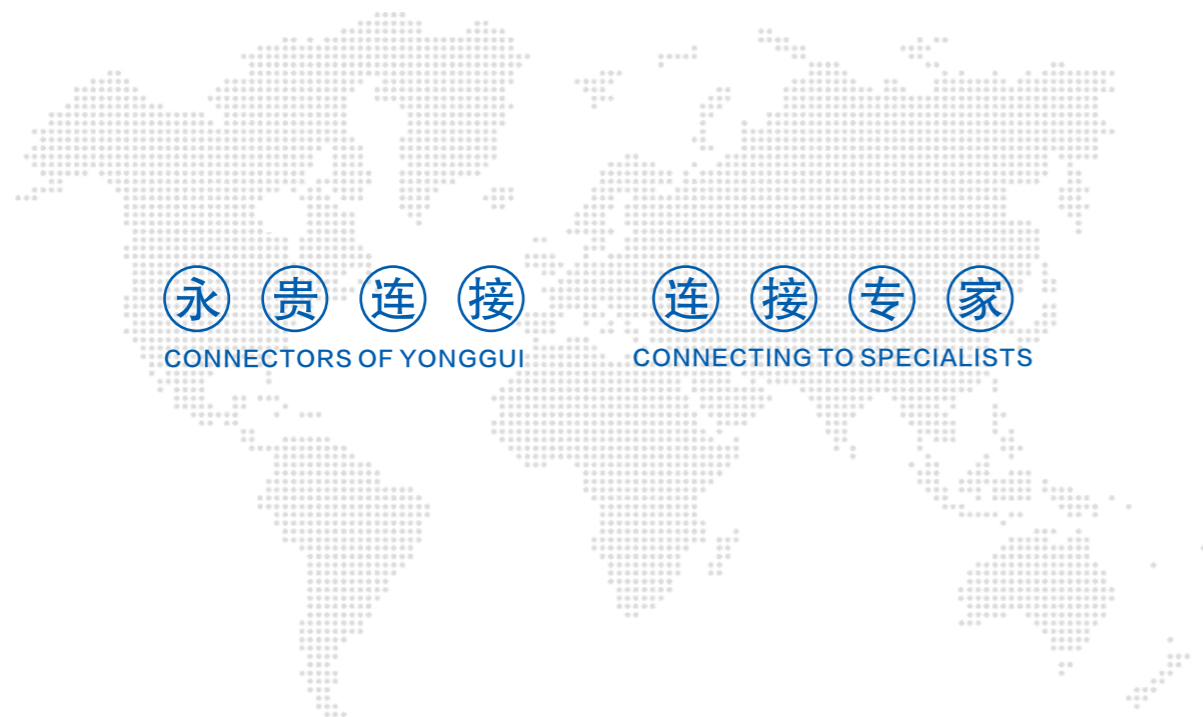 永贵连接 连接专家
CONNECTORS OF YONGGUI CONNECTING TO SPECIALISTS